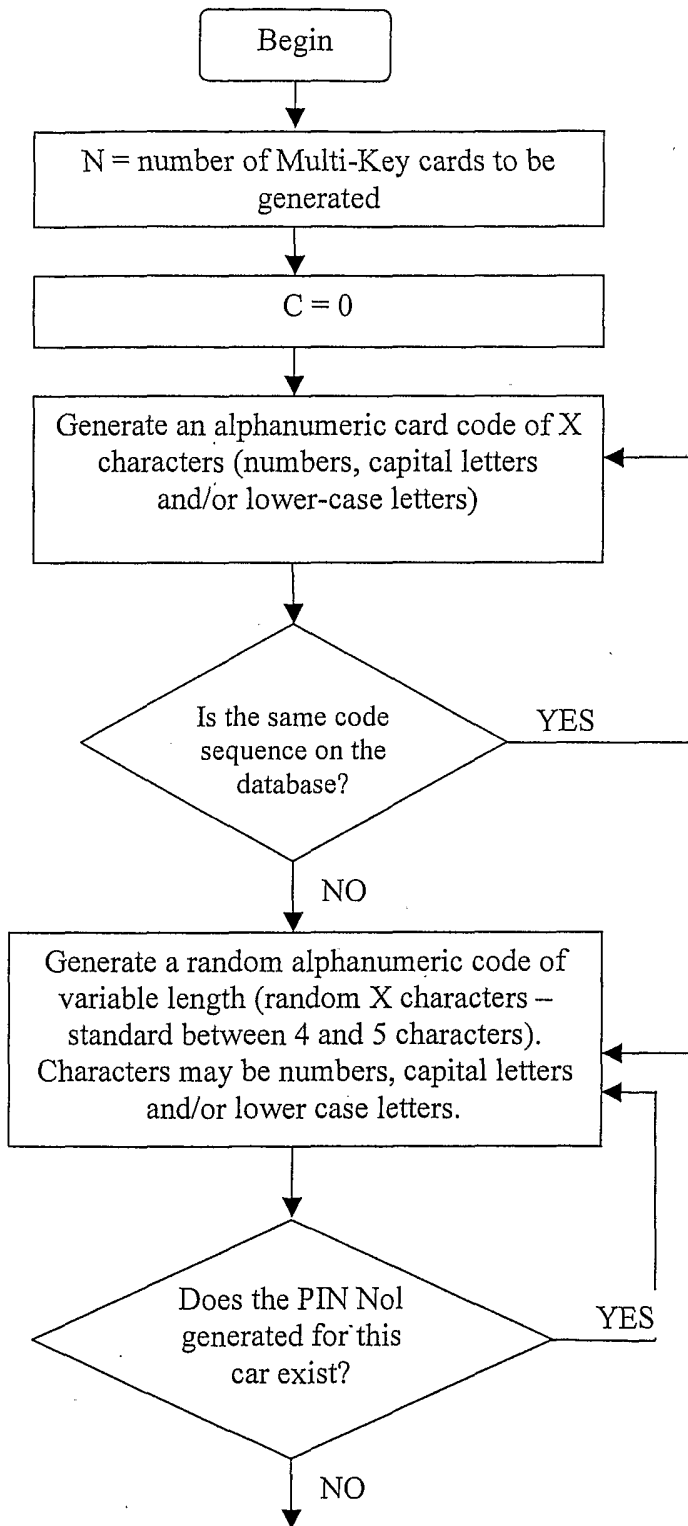 Begin
N = number of Multi-Key cards to be
generated
C = 0
Generate an alphanumeric card code of X
characters (numbers, capital letters
and/or lower-case letters)
Is the same code
sequence on the
database?
YES
NO
Generate a random alphanumeric code of
variable length (random X characters –
standard between 4 and 5 characters).
Characters may be numbers, capital letters
and/or lower case letters.
Does the PIN Nol
generated for this
car exist?
YES
NO